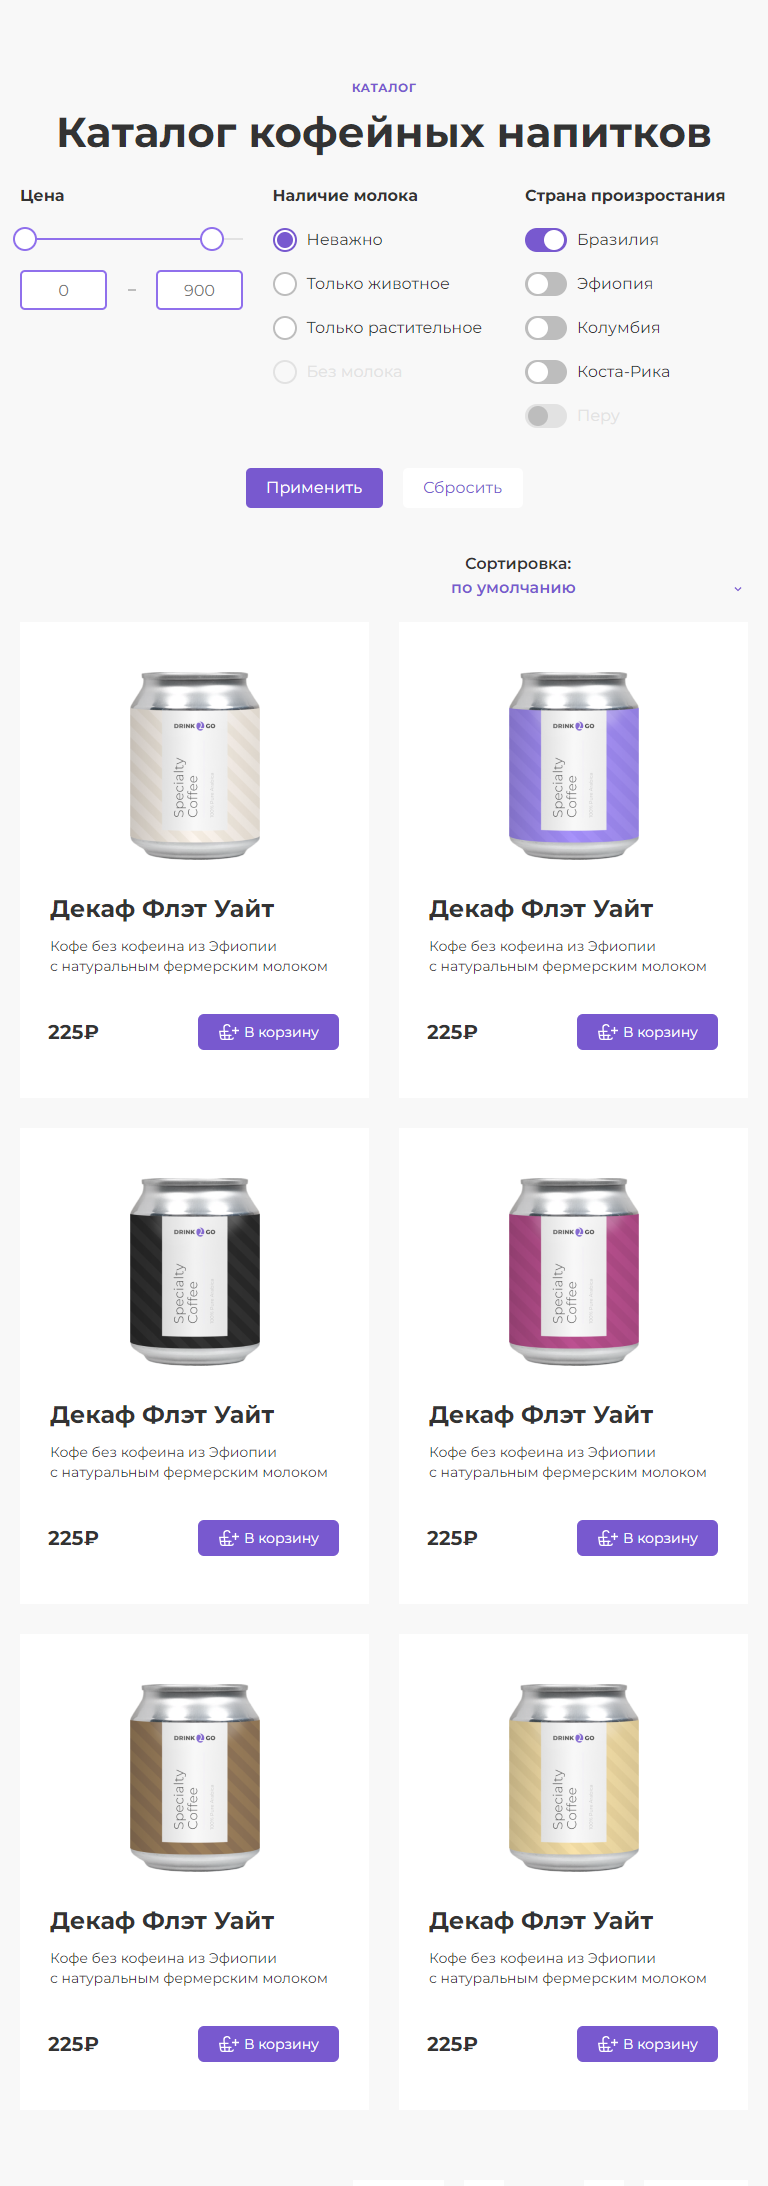 КАТАЛОГ
Каталог кофейных напитков
Цена
0 – 900
Наличие молока
Неважно
Только животное
Только растительное
Без молока
Страна произростания
Бразилия
Эфиопия
Колумбия
Коста-Рика
Перу
Применить
Сбросить
Сортировка:
по умолчанию
DRINK 2 GO
Specialty
Coffee
Декаф Флэт Уайт
Кофе без кофеина из Эфиопии
с натуральным фермерским молоком
225₽
В корзину
DRINK 2 GO
Specialty
Coffee
Декаф Флэт Уайт
Кофе без кофеина из Эфиопии
с натуральным фермерским молоком
225₽
В корзину
DRINK 2 GO
Specialty
Coffee
Декаф Флэт Уайт
Кофе без кофеина из Эфиопии
с натуральным фермерским молоком
225₽
В корзину
DRINK 2 GO
Specialty
Coffee
Декаф Флэт Уайт
Кофе без кофеина из Эфиопии
с натуральным фермерским молоком
225₽
В корзину
DRINK 2 GO
Specialty
Coffee
Декаф Флэт Уайт
Кофе без кофеина из Эфиопии
с натуральным фермерским молоком
225₽
В корзину
DRINK 2 GO
Specialty
Coffee
Декаф Флэт Уайт
Кофе без кофеина из Эфиопии
с натуральным фермерским молоком
225₽
В корзину